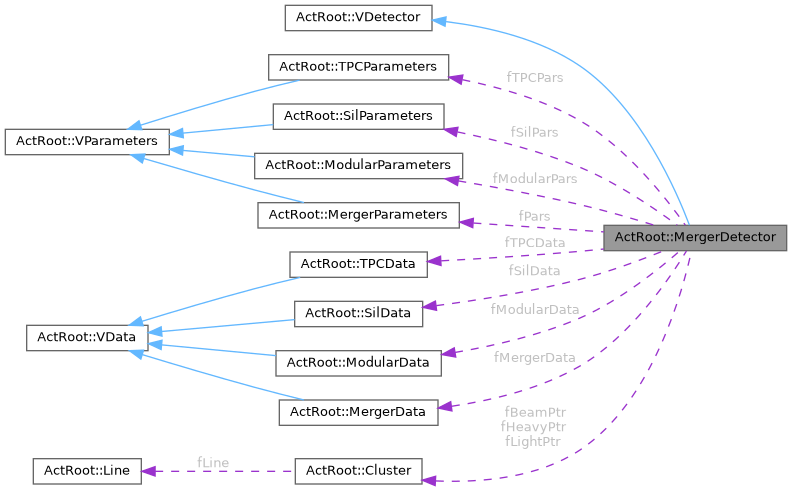 ActRoot::VDetector
ActRoot::TPCParameters
fTPCPars
ActRoot::SilParameters
fSilPars
ActRoot::VParameters
ActRoot::ModularParameters
fModularPars
ActRoot::MergerParameters
fPars
ActRoot::MergerDetector
fTPCData
ActRoot::TPCData
fSilData
ActRoot::SilData
fModularData
ActRoot::VData
ActRoot::ModularData
fMergerData
ActRoot::MergerData
fBeamPtr
fHeavyPtr
fLightPtr
ActRoot::Line
fLine
ActRoot::Cluster